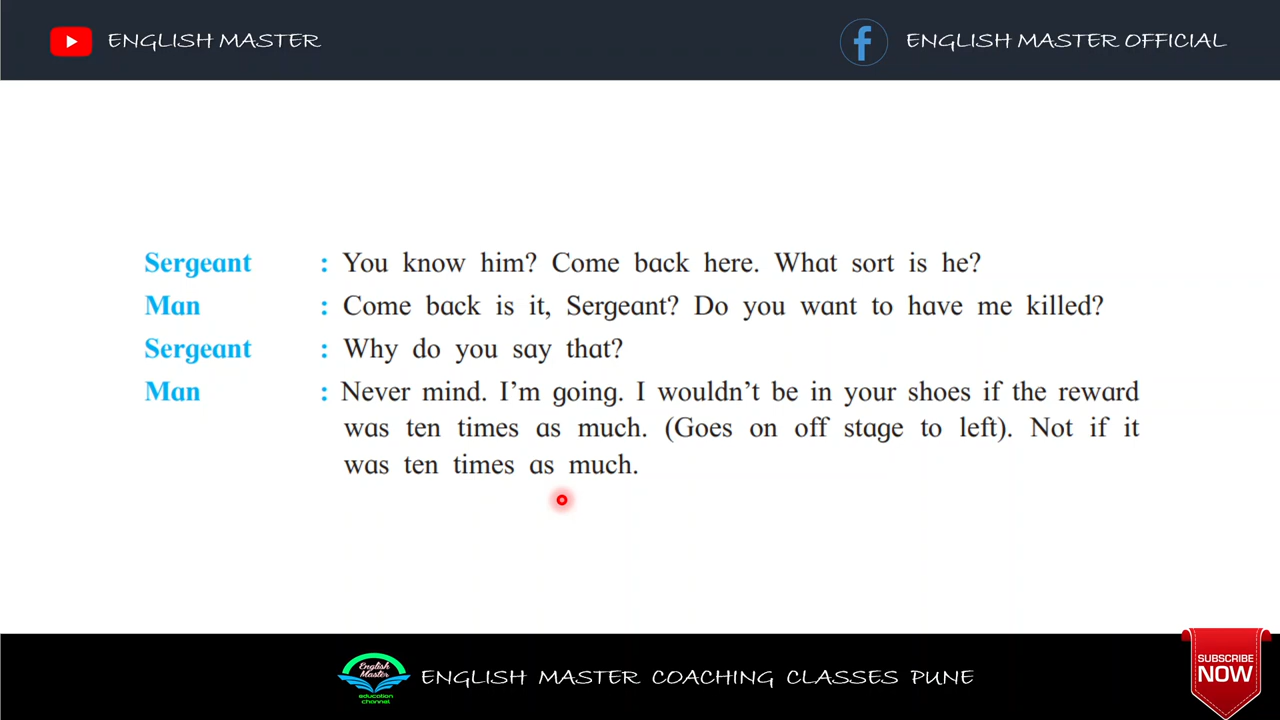 ENGLISH MASTER
ENGLISH MASTER OFFICIAL
Sergeant : You know him? Come back here. What sort is he?
Man : Come back is it, Sergeant? Do you want to have me killed?
Sergeant : Why do you say that?
Man : Never mind. I’m going. I wouldn’t be in your shoes if the reward
was ten times as much. (Goes on off stage to left). Not if it
was ten times as much.
English
Master
education
channel
ENGLISH MASTER COACHING CLASSES PUNE
SUBSCRIBE
NOW